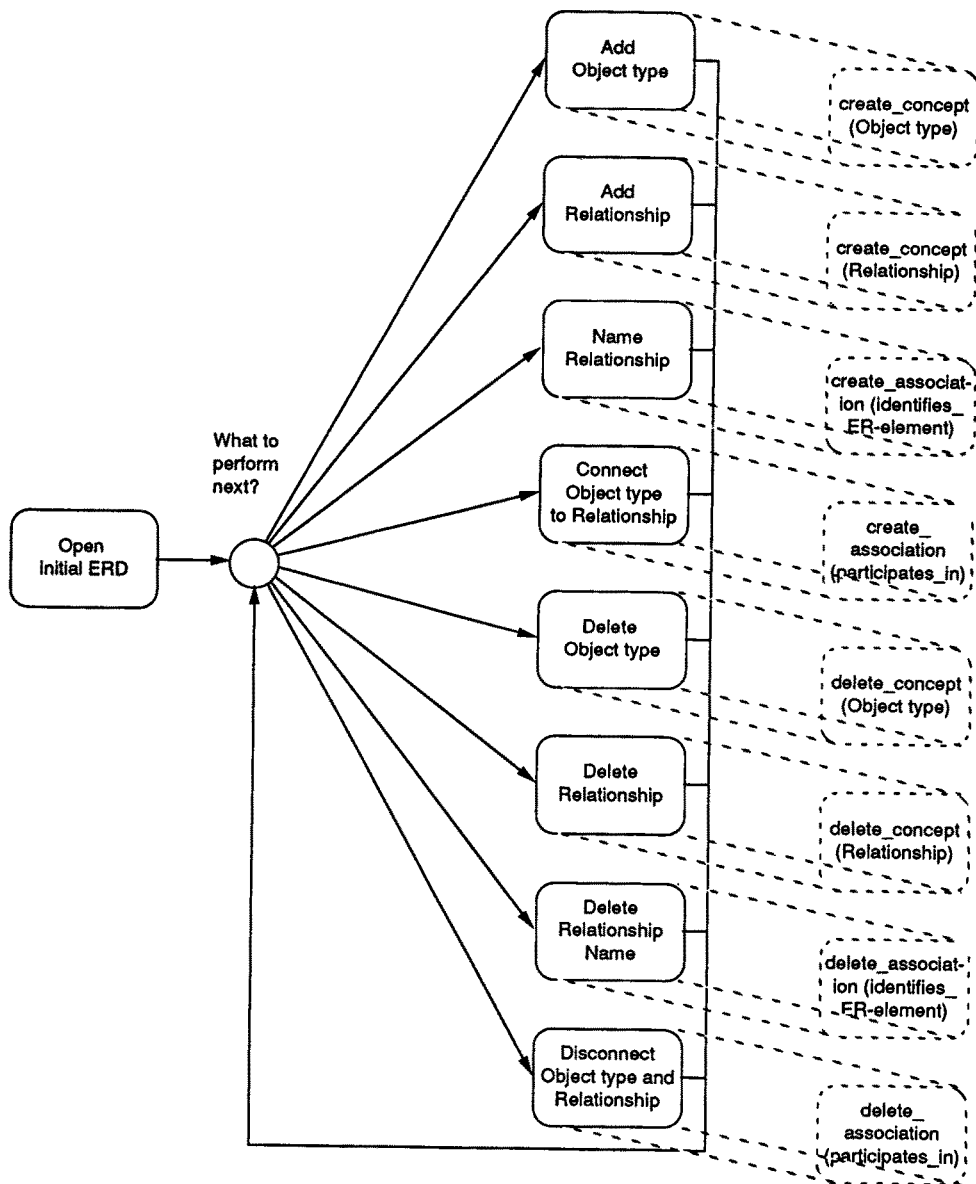 Add
Object type
create_concept
(Object type)
Add
Relationship
create_concept
(Relationship)
Name
Relationship
create_associat-
ion (identifies_
ER-element)
What to
perform
next?
Connect
Object type
to Relationship
Open
initial ERD
create_
association
(participates_in)
Delete
Object type
delete_concept
(Object type)
Delete
Relationship
delete_concept
(Relationship)
Delete
Relationship
Name
delete_associat-
ion (identifies_
ER-element)
Disconnect
Object type and
Relationship
delete_
association
(participates_in)